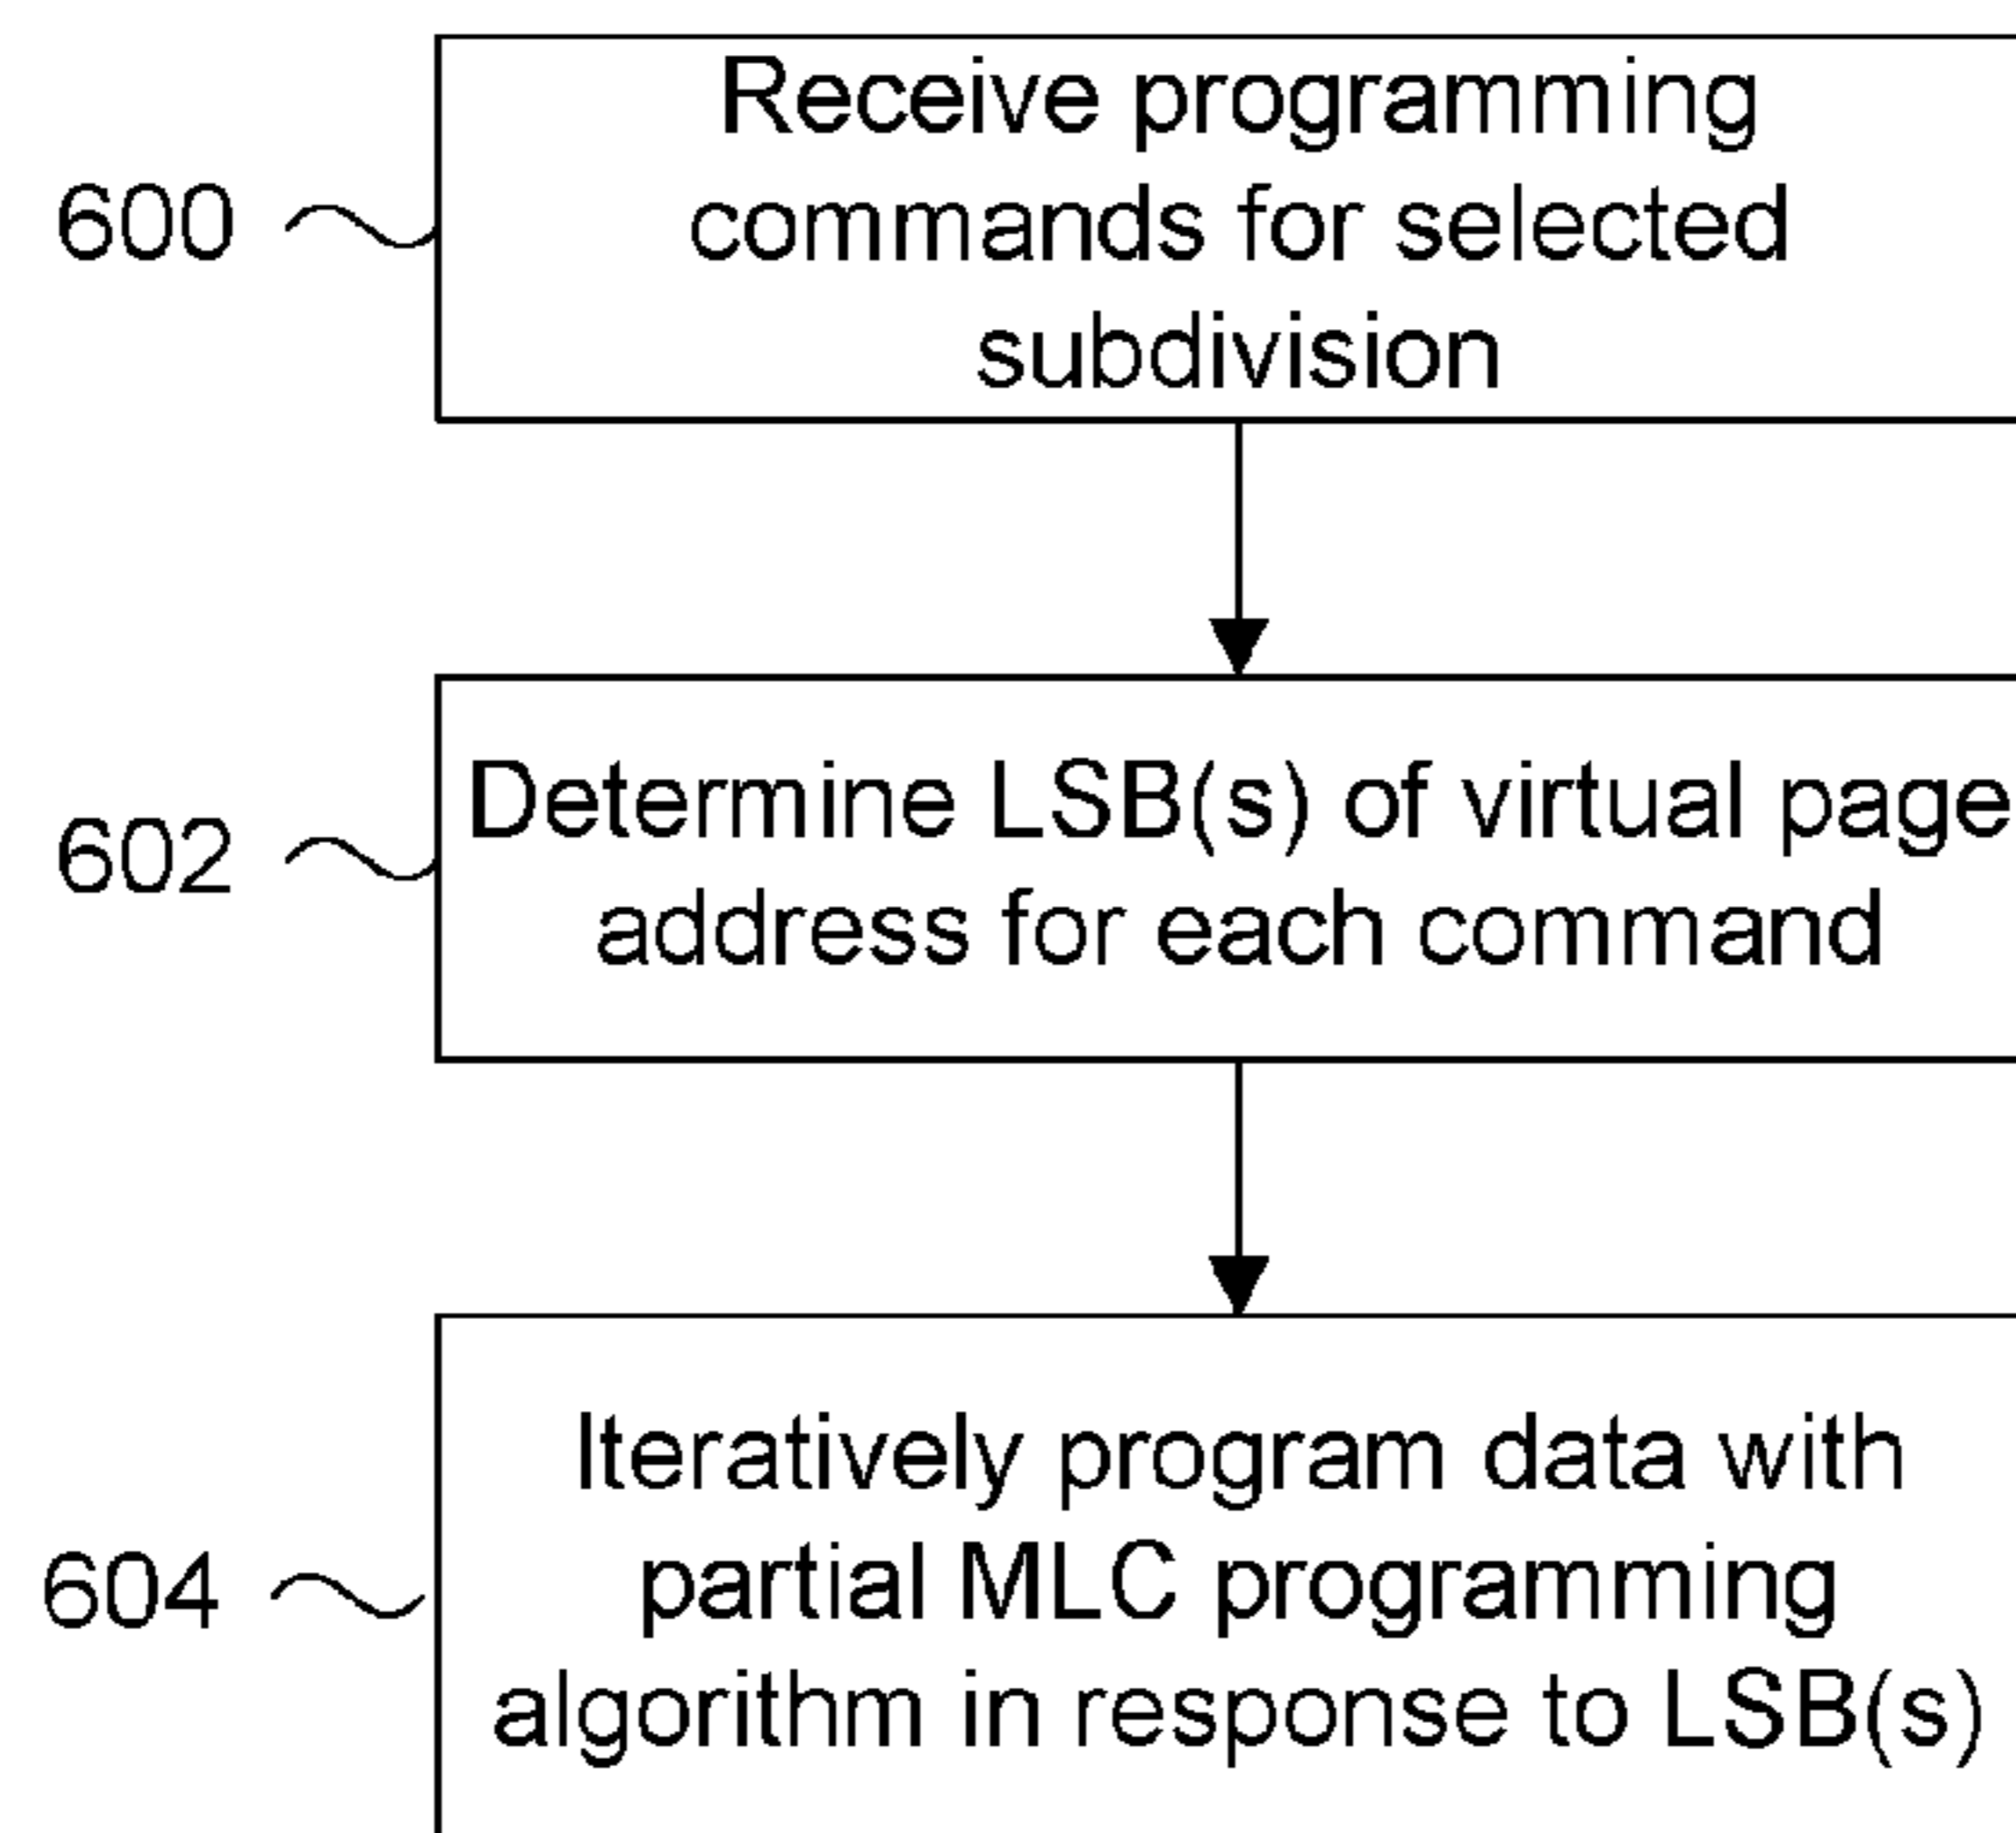 Receive programming
600
commands for selected
subdivision
Determine LSB(s) of virtual page
602
address for each command
Iteratively program data with
604
partial MLC programming
algorithm in response to LSB(s)